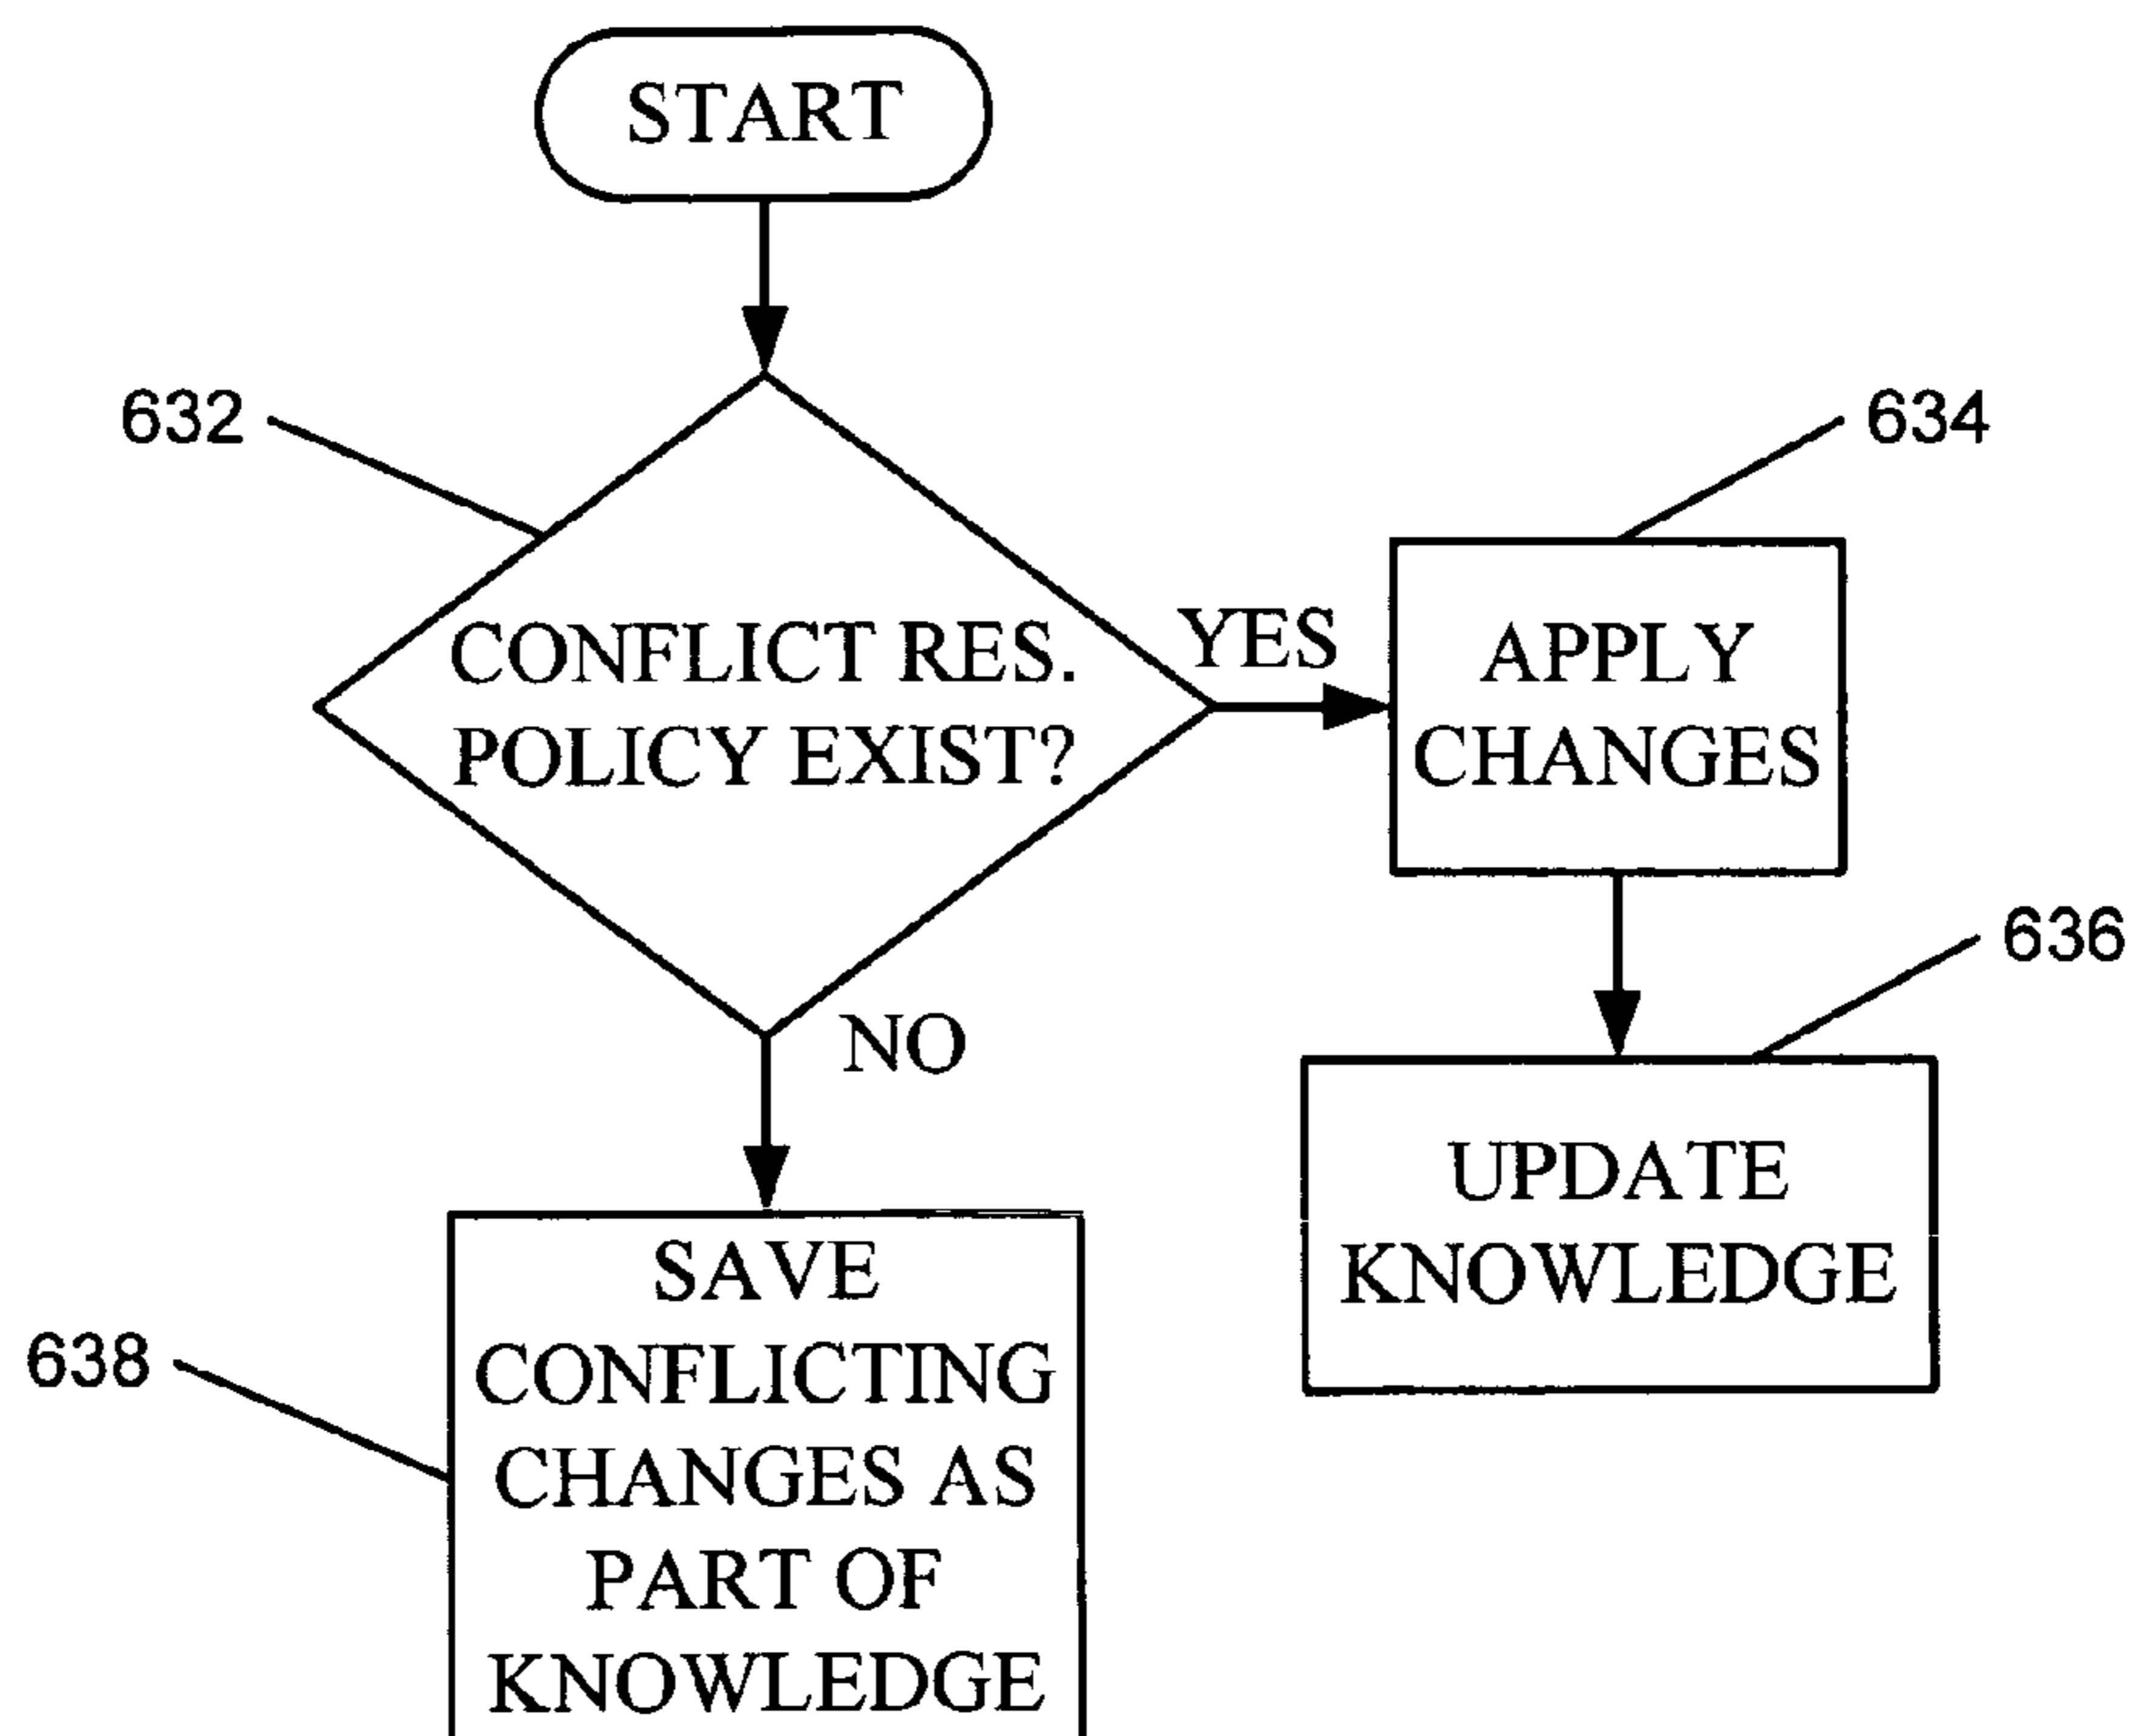 START
632
CONFLICT RES.
POLICY EXIST?
YES
634
APPLY
CHANGES
636
NO
UPDATE
KNOWLEDGE
638
SAVE
CONFLICTING
CHANGES AS
PART OF
KNOWLEDGE